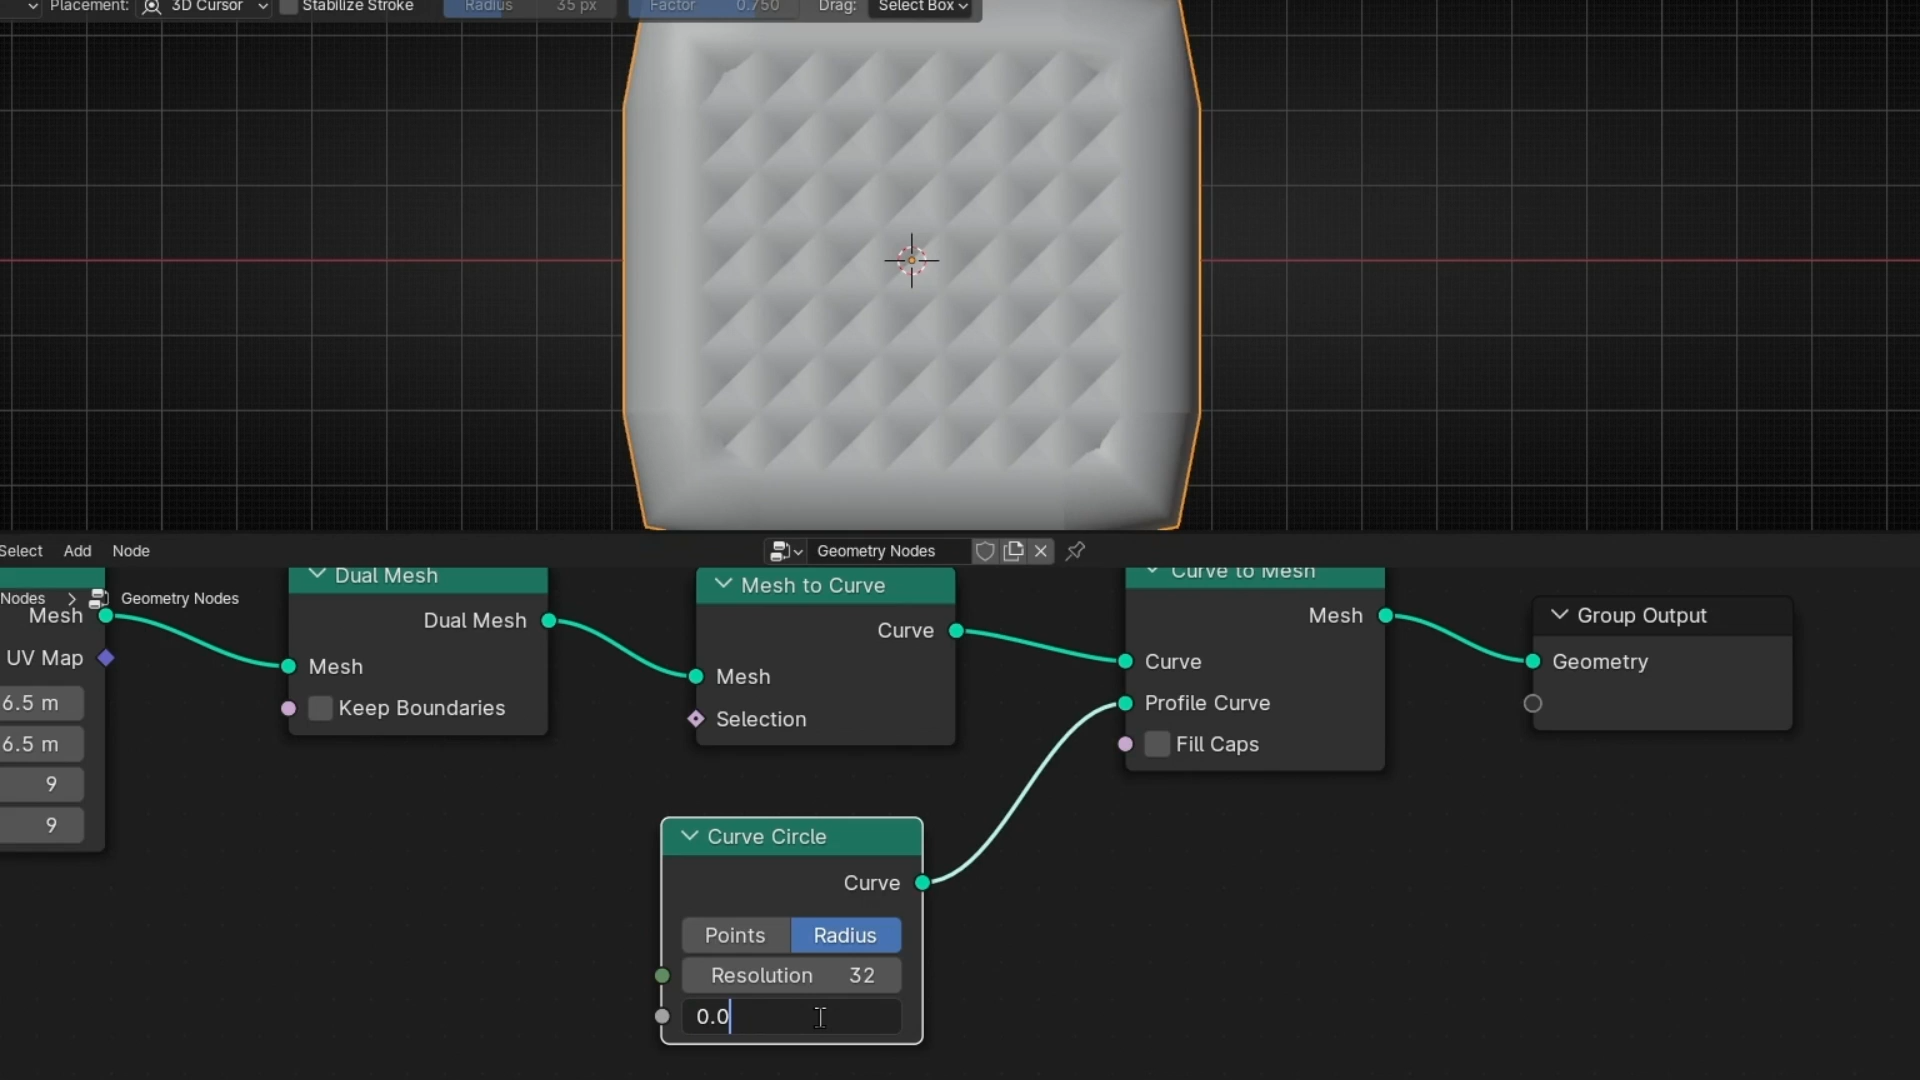 Placement: 3D Cursor Stabilize Stroke Radius 35 px Factor 0.750 Drag: Select Box
Select Add Node Geometry Nodes
Nodes > Geometry Nodes
Mesh
UV Map
6.5 m
6.5 m
9
9
Dual Mesh
Dual Mesh
Mesh
Keep Boundaries
Mesh to Curve
Curve
Mesh
Selection
Curve to Mesh
Mesh
Curve
Profile Curve
Fill Caps
Group Output
Geometry
Curve Circle
Curve
Points Radius
Resolution 32
0.0